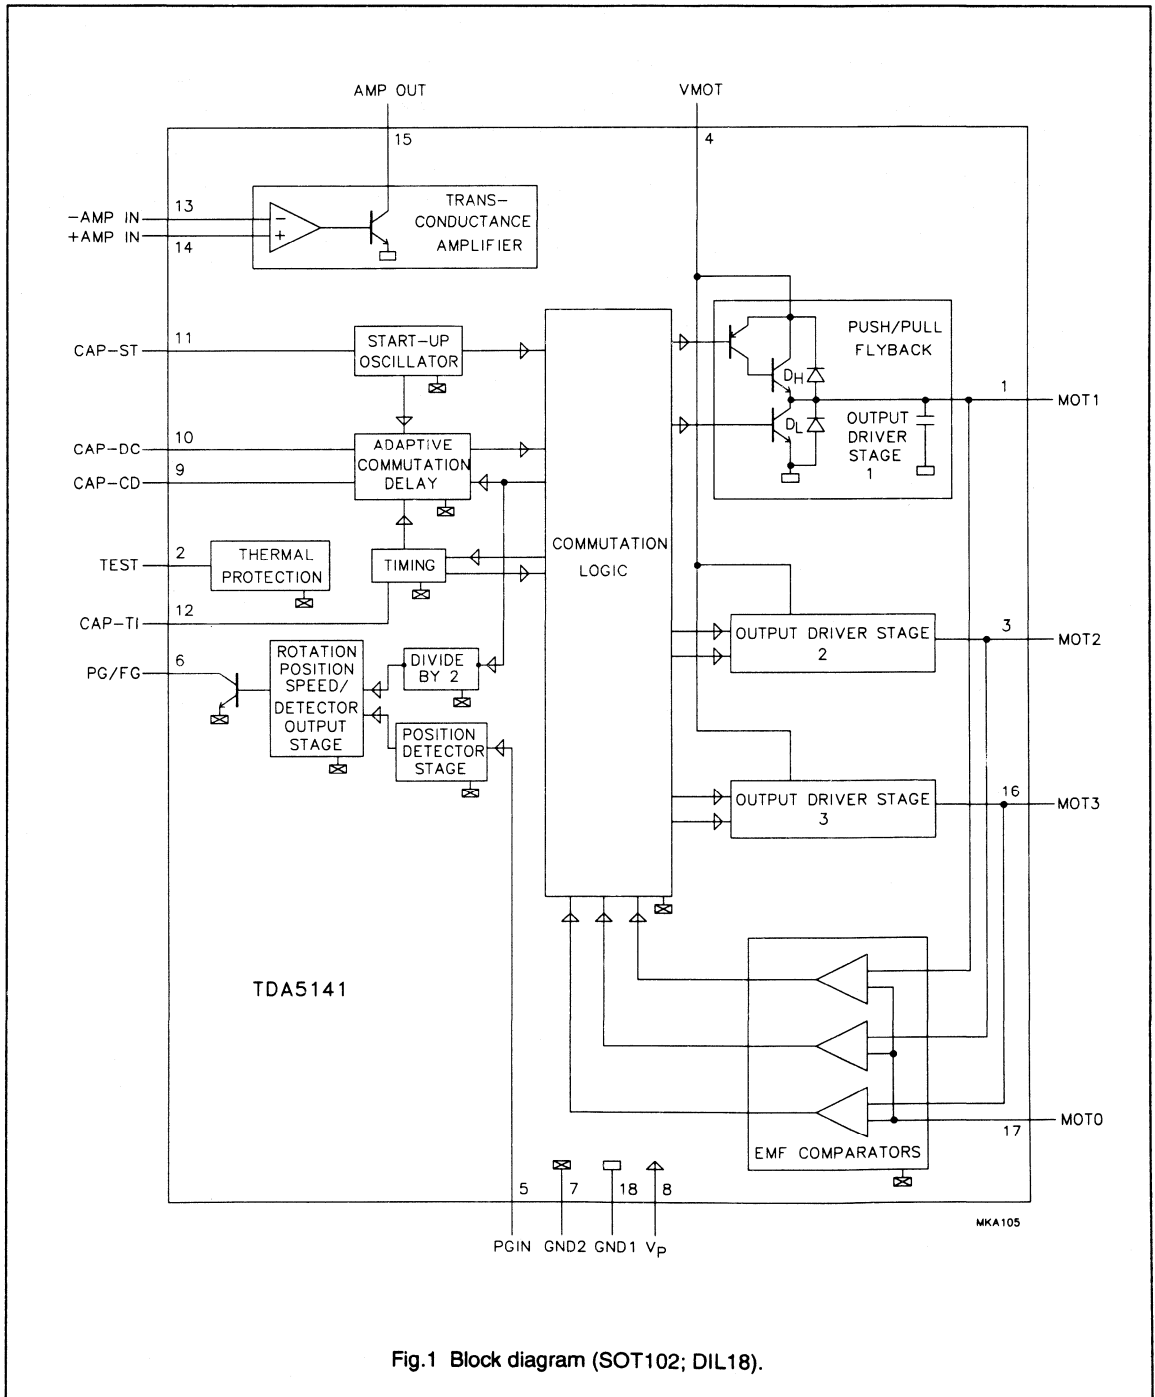 AMP OUT
VMOT
15
4
TRANS-
CONDUCTANCE
AMPLIFIER
-AMP IN
13
−
+AMP IN
14
+
PUSH/PULL
FLYBACK
CAP-ST
11
START-UP
OSCILLATOR
DH
1
MOT1
OUTPUT
DRIVER
STAGE
1
DL
CAP-DC
10
CAP-CD
9
ADAPTIVE
COMMUTATION
DELAY
COMMUTATION
LOGIC
TEST
2
THERMAL
PROTECTION
TIMING
CAP-TI
12
OUTPUT DRIVER STAGE
2
3
MOT2
PG/FG
6
ROTATION
POSITION
SPEED/
DETECTOR
OUTPUT
STAGE
DIVIDE
BY 2
POSITION
DETECTOR
STAGE
OUTPUT DRIVER STAGE
3
16
MOT3
TDA5141
EMF COMPARATORS
17
MOT0
5
7
18
8
MKA105
PGIN
GND2
GND1
VP
Fig.1 Block diagram (SOT102; DIL18).